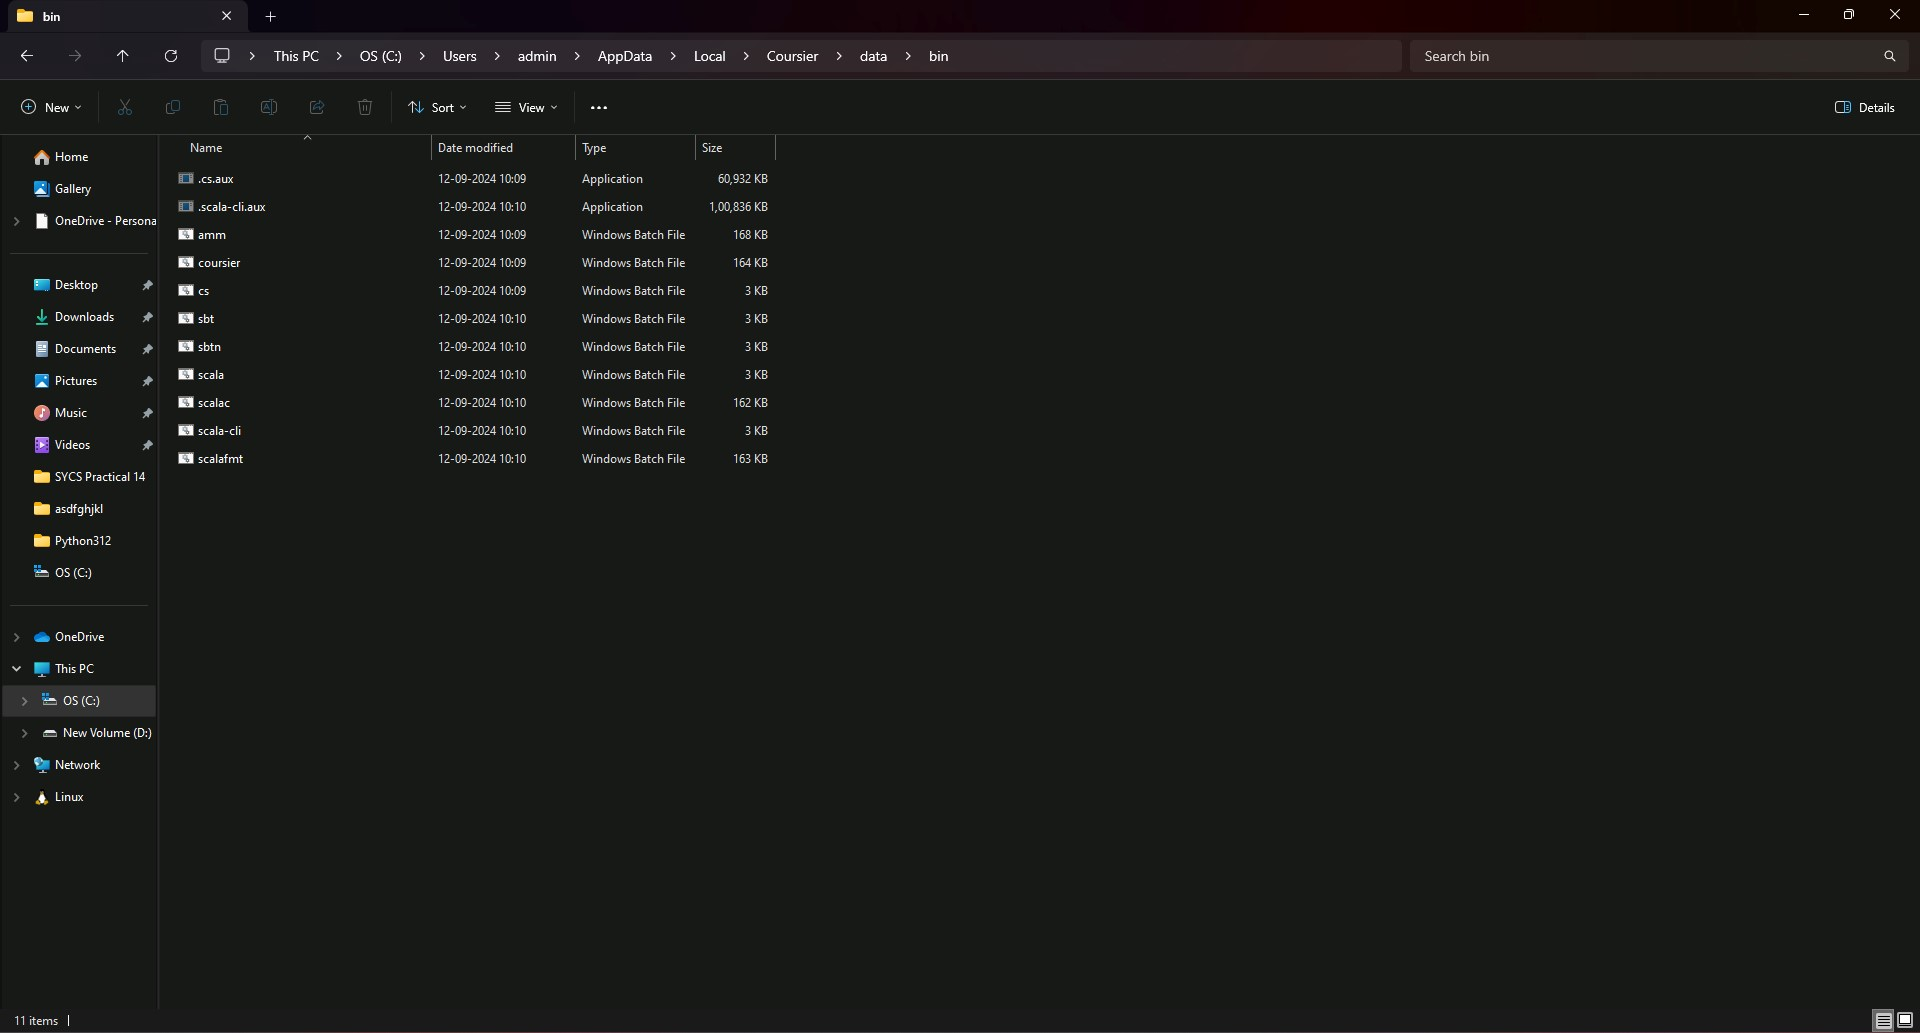 bin
This PC > OS (C:) > Users > admin > AppData > Local > Coursier > data > bin
Search bin
New
Sort
View
Details
Name Date modified Type Size
.cs.aux 12-09-2024 10:09 Application 60,932 KB
.scala-cli.aux 12-09-2024 10:10 Application 1,00,836 KB
amm 12-09-2024 10:09 Windows Batch File 168 KB
coursier 12-09-2024 10:09 Windows Batch File 164 KB
cs 12-09-2024 10:09 Windows Batch File 3 KB
sbt 12-09-2024 10:10 Windows Batch File 3 KB
sbtn 12-09-2024 10:10 Windows Batch File 3 KB
scala 12-09-2024 10:10 Windows Batch File 3 KB
scalac 12-09-2024 10:10 Windows Batch File 162 KB
scala-cli 12-09-2024 10:10 Windows Batch File 3 KB
scalafmt 12-09-2024 10:10 Windows Batch File 163 KB
Home
Gallery
OneDrive - Persona
Desktop
Downloads
Documents
Pictures
Music
Videos
SYCS Practical 14
asdfghjkl
Python312
OS (C:)
OneDrive
This PC
OS (C:)
New Volume (D:)
Network
Linux
11 items